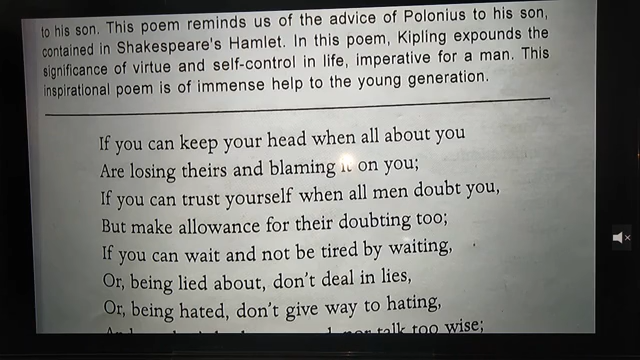 to his son. This poem reminds us of the advice of Polonius to his son,
contained in Shakespeare's Hamlet. In this poem, Kipling expounds the
significance of virtue and self-control in life, imperative for a man. This
inspirational poem is of immense help to the young generation.
If you can keep your head when all about you
Are losing theirs and blaming it on you;
If you can trust yourself when all men doubt you,
But make allowance for their doubting too;
If you can wait and not be tired by waiting,
Or, being lied about, don't deal in lies,
Or, being hated, don't give way to hating,
talk too wise;